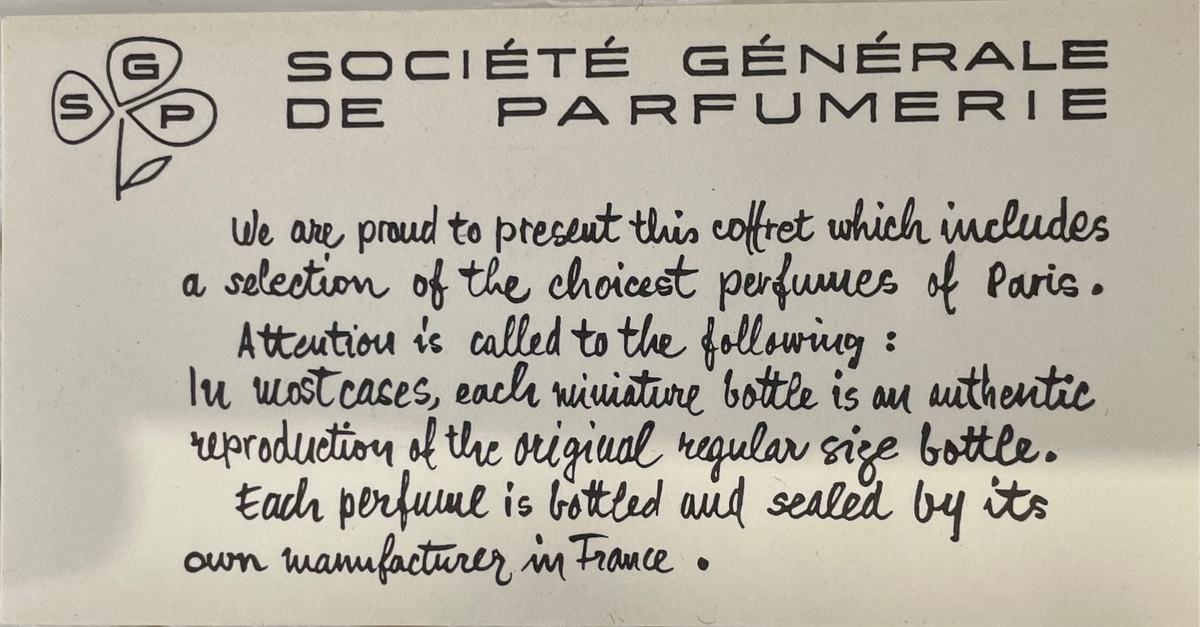 G
S P
SOCIÉTÉ GÉNÉRALE
DE PARFUMERIE
We are proud to present this coffret which includes
a selection of the choicest perfumes of Paris.
Attention is called to the following :
In most cases, each miniature bottle is an authentic
reproduction of the original regular size bottle.
Each perfume is bottled and sealed by its
own manufacturer in France .